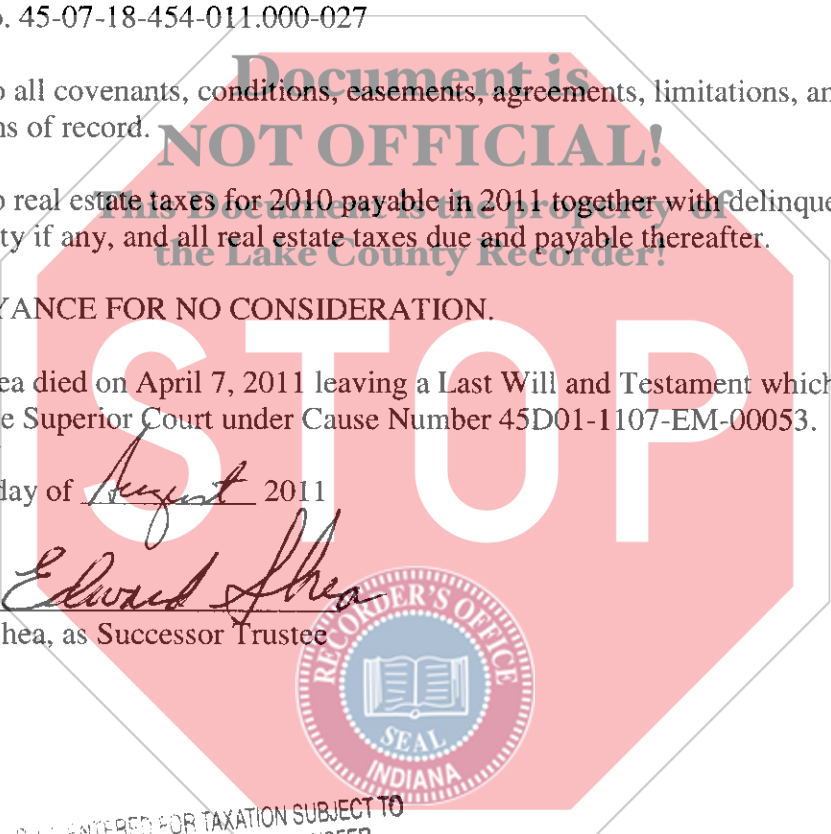 . 45-07-18-454-011.000-027
Document is
all covenants, conditions, easements, agreements, limitations, an
ns of record.
NOT OFFICIAL!
real estate taxes for 2010 payable in 2011 together with delinque
This Document is the property of
ty if any, and all real estate taxes due and payable thereafter.
the Lake County Recorder!
YANCE FOR NO CONSIDERATION.
STOP
ea died on April 7, 2011 leaving a Last Will and Testament which
e Superior Court under Cause Number 45D01-1107-EM-00053.
day of August 2011
Edward Shea
hea, as Successor Trustee
RECORDER'S OFFICE
SEAL
INDIANA
ENTERED FOR TAXATION SUBJECT TO